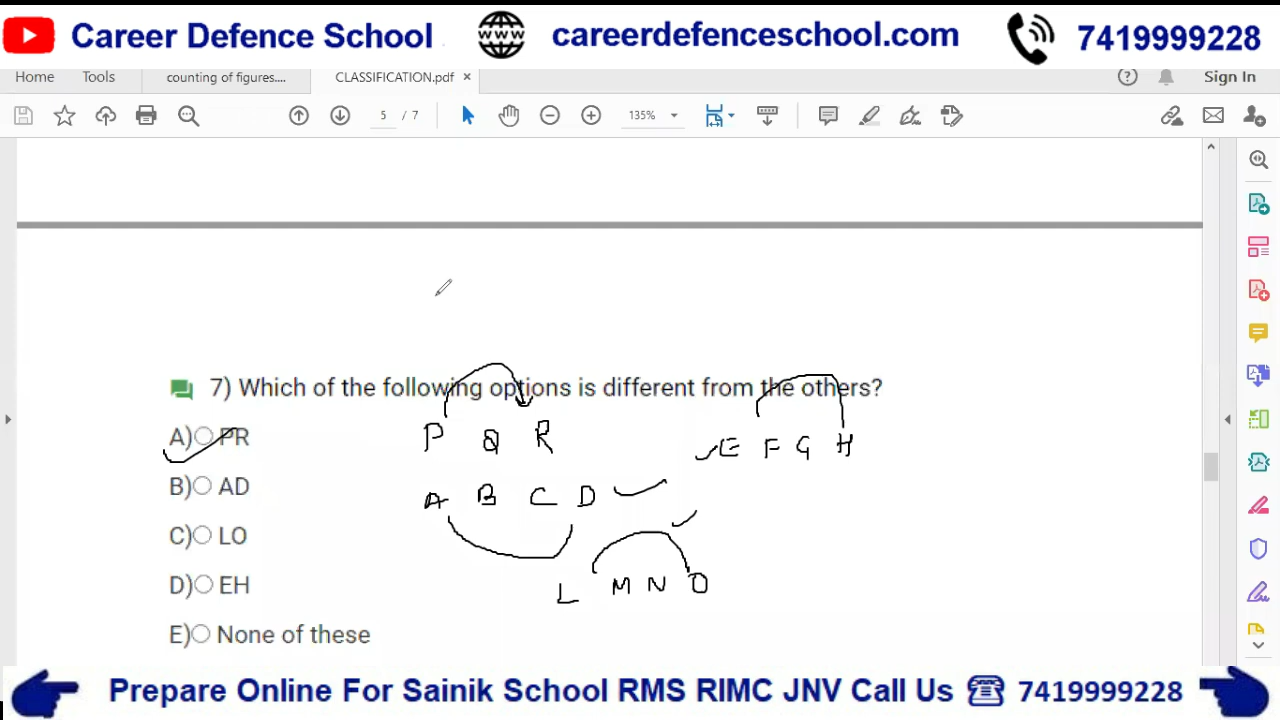 Career Defence School
www
careerdefenceschool.com
7419999228
Home Tools counting of figures.... CLASSIFICATION.pdf × Sign In
5 / 7 135%
7) Which of the following options is different from the others?
A) PR
P Q R
E F G H
B) AD
A B C D
C) LO
L M N O
D) EH
E) None of these
Prepare Online For Sainik School RMS RIMC JNV Call Us 7419999228